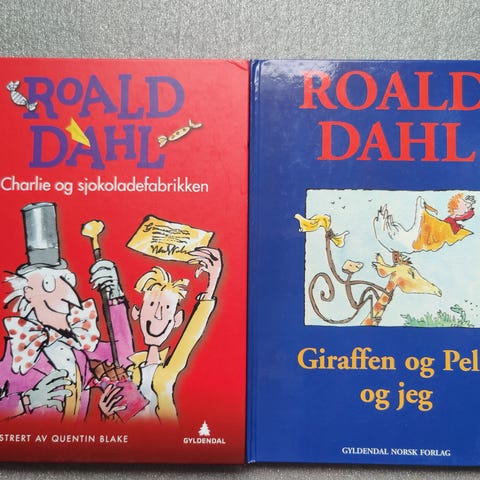 ROALD
DAHL
Charlie og sjokoladefabrikken
STRERT AV QUENTIN BLAKE
GYLDENDAL
ROALD
DAHL
Giraffen og Pel
og jeg
GYLDENDAL NORSK FORLAG